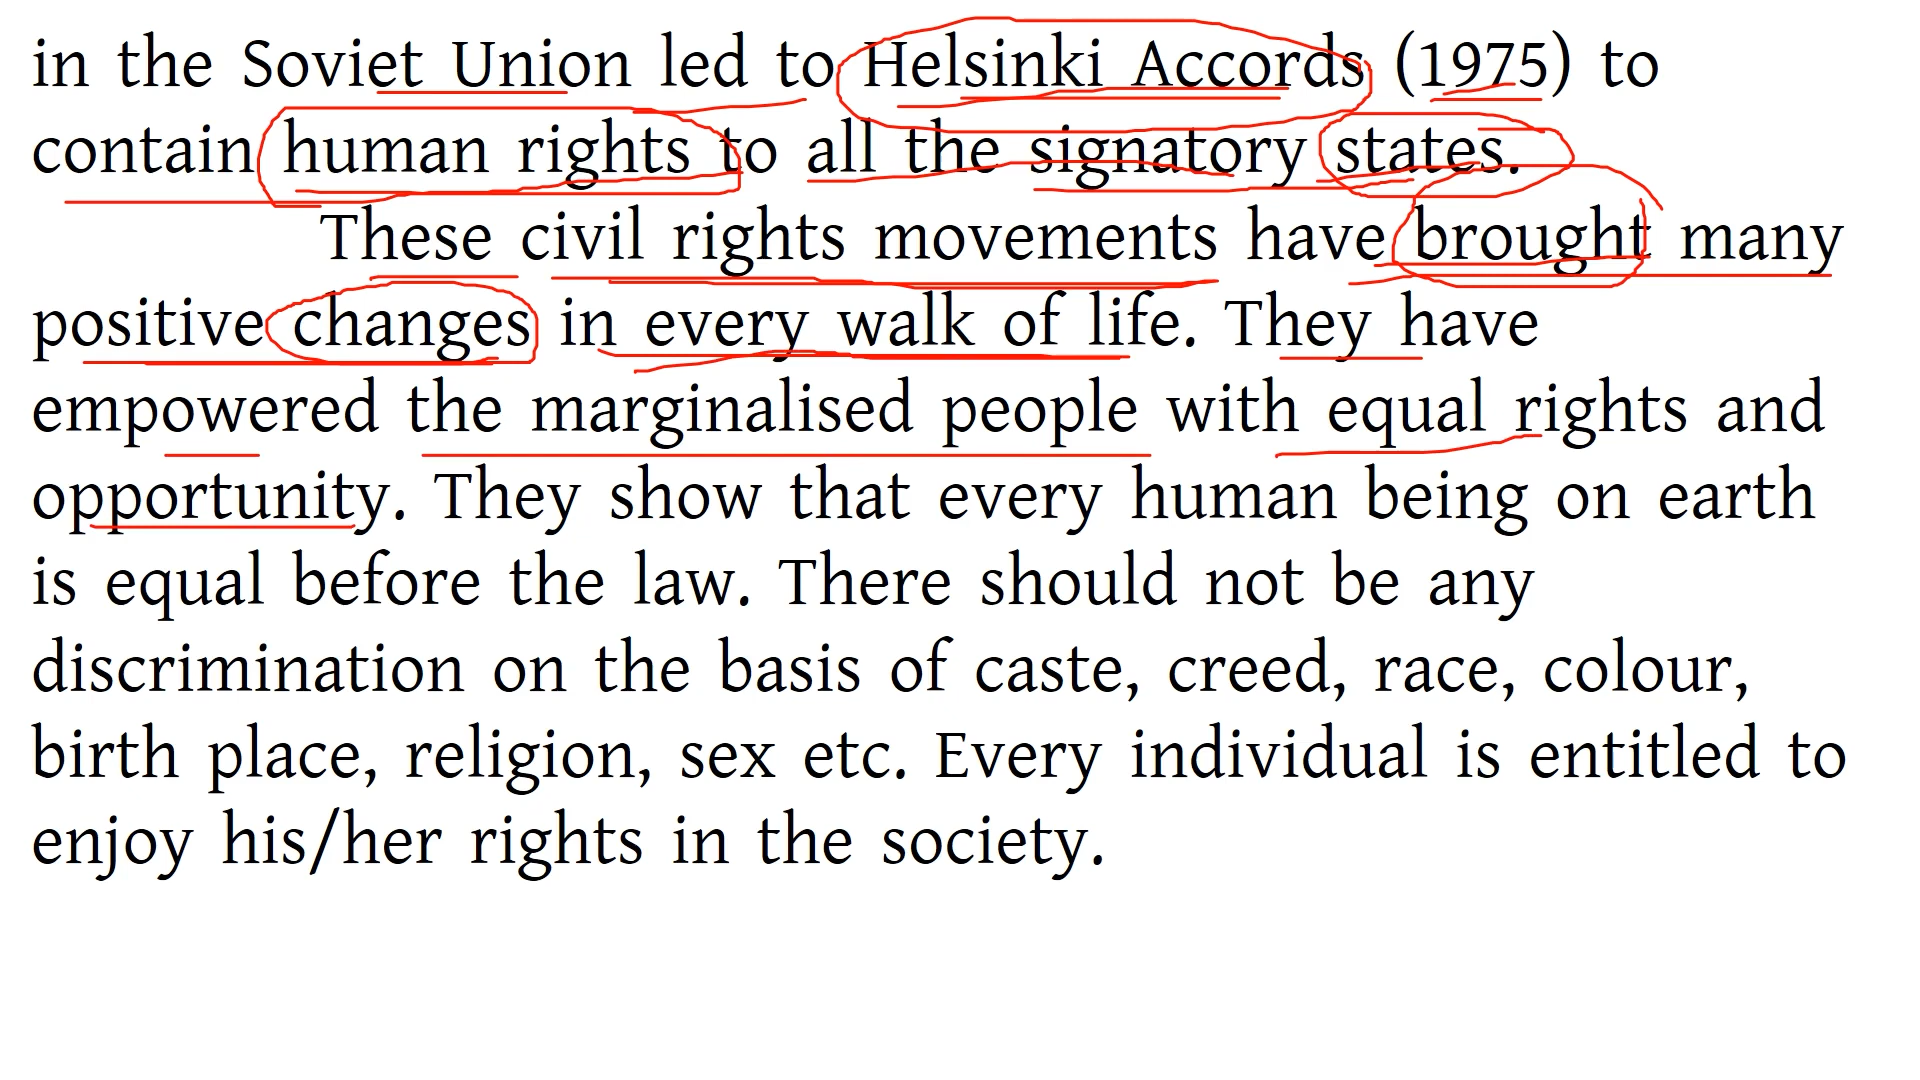 in the Soviet Union led to Helsinki Accords (1975) to
contain human rights to all the signatory states.
These civil rights movements have brought many
positive changes in every walk of life. They have
empowered the marginalised people with equal rights and
opportunity. They show that every human being on earth
is equal before the law. There should not be any
discrimination on the basis of caste, creed, race, colour,
birth place, religion, sex etc. Every individual is entitled to
enjoy his/her rights in the society.